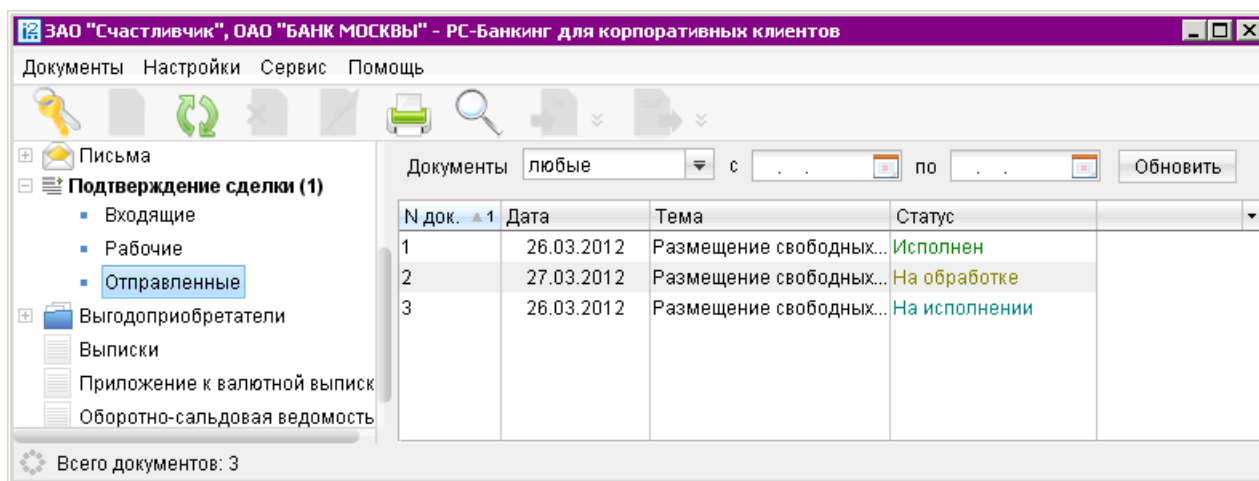 ЗАО "Счастливчик", ОАО "БАНК МОСКВЫ" - РС-Банкинг для корпоративных клиентов
Документы Настройки Сервис Помощь
in out
Письма
Подтверждение сделки (1)
Входящие
Рабочие
Отправленные
Выгодоприобретатели
Выписки
Приложение к валютной выписк
Оборотно-сальдовая ведомость
Документы любые с . . по . . Обновить
N док. 1 Дата Тема Статус
1 26.03.2012 Размещение свободных... Исполнен
2 27.03.2012 Размещение свободных... На обработке
3 26.03.2012 Размещение свободных... На исполнении
Всего документов: 3